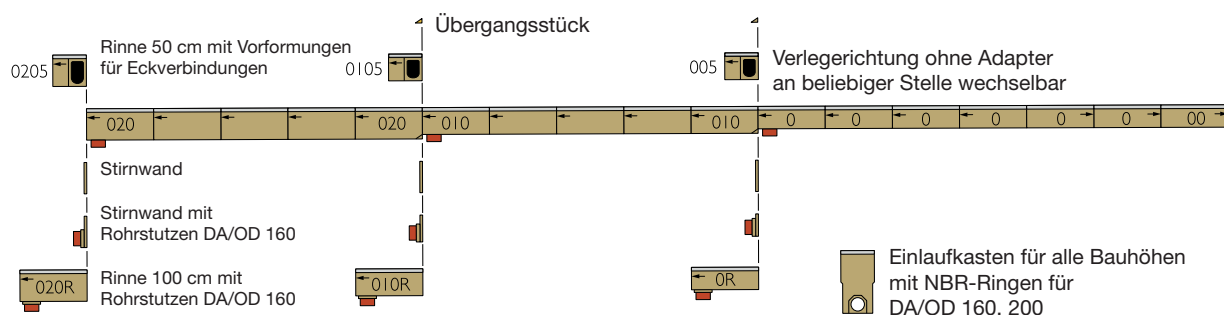 Übergangsstück
Rinne 50 cm mit Vorformungen
für Eckverbindungen
0205
0105
005
Verlegerichtung ohne Adapter
an beliebiger Stelle wechselbar
020 020 010 010 0 0 0 0 0 0 00
Stirnwand
Stirnwand mit
Rohrstutzen DA/OD 160
Rinne 100 cm mit
Rohrstutzen DA/OD 160
020R
010R
0R
Einlaufkasten für alle Bauhöhen
mit NBR-Ringen für
DA/OD 160. 200